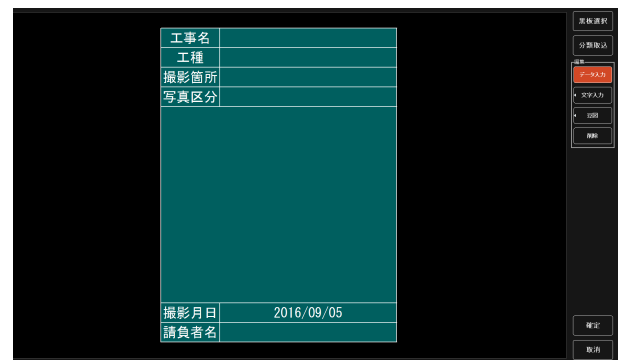 工事名
工種
撮影箇所
写真区分
撮影月日 2016/09/05
請負者名
黒板選択
分類取込
編集
データ入力
文字入力
削除
確定
取消